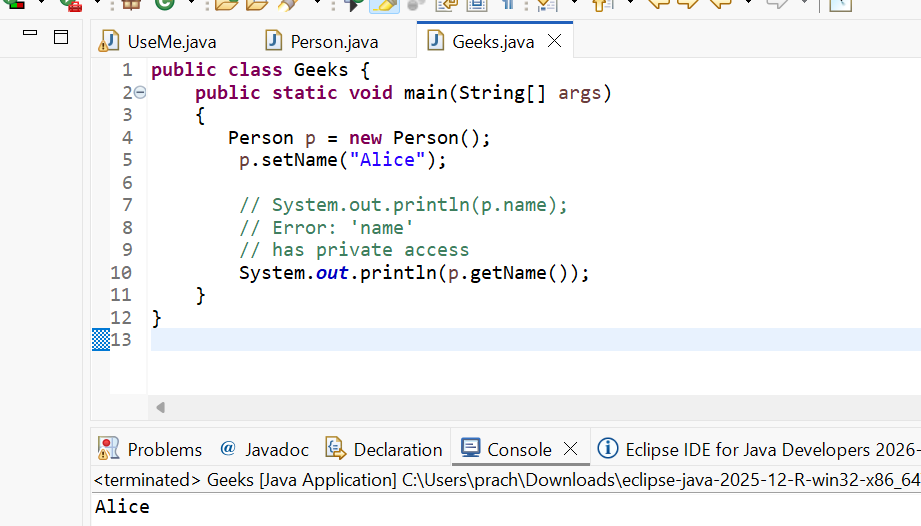 UseMe.java Person.java Geeks.java
1 public class Geeks {
2 public static void main(String[] args)
3 {
4 Person p = new Person();
5 p.setName("Alice");
6
7 // System.out.println(p.name);
8 // Error: 'name'
9 // has private access
10 System.out.println(p.getName());
11 }
12 }
13
Problems @ Javadoc Declaration Console Eclipse IDE for Java Developers 2026-
<terminated> Geeks [Java Application] C:\Users\prach\Downloads\eclipse-java-2025-12-R-win32-x86_64
Alice